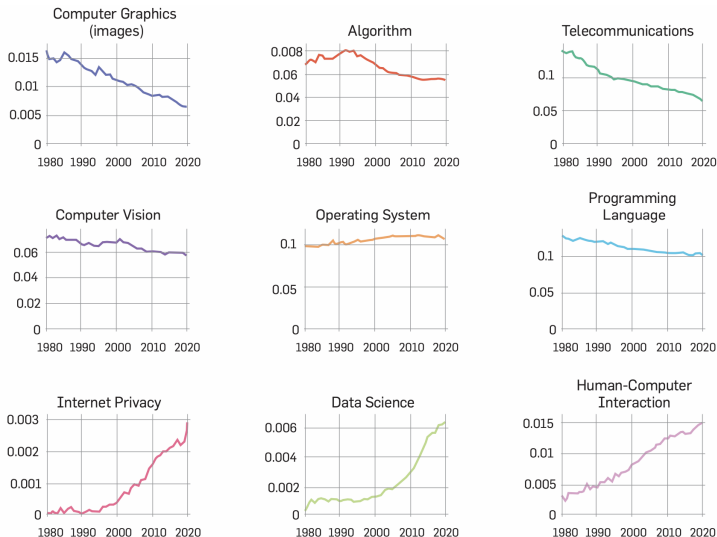 Computer Graphics
(images)
0.015
0.01
0.005
0
1980 1990 2000 2010 2020
Algorithm
0.008
0.06
0.04
0.02
0
1980 1990 2000 2010 2020
Telecommunications
0.1
0.05
0
1980 1990 2000 2010 2020
Computer Vision
0.06
0.04
0.02
0
1980 1990 2000 2010 2020
Operating System
0.1
0.05
0
1980 1990 2000 2010 2020
Programming
Language
0.1
0.05
0
1980 1990 2000 2010 2020
Internet Privacy
0.003
0.002
0.001
0
1980 1990 2000 2010 2020
Data Science
0.006
0.004
0.002
0
1980 1990 2000 2010 2020
Human-Computer
Interaction
0.015
0.01
0.005
0
1980 1990 2000 2010 2020